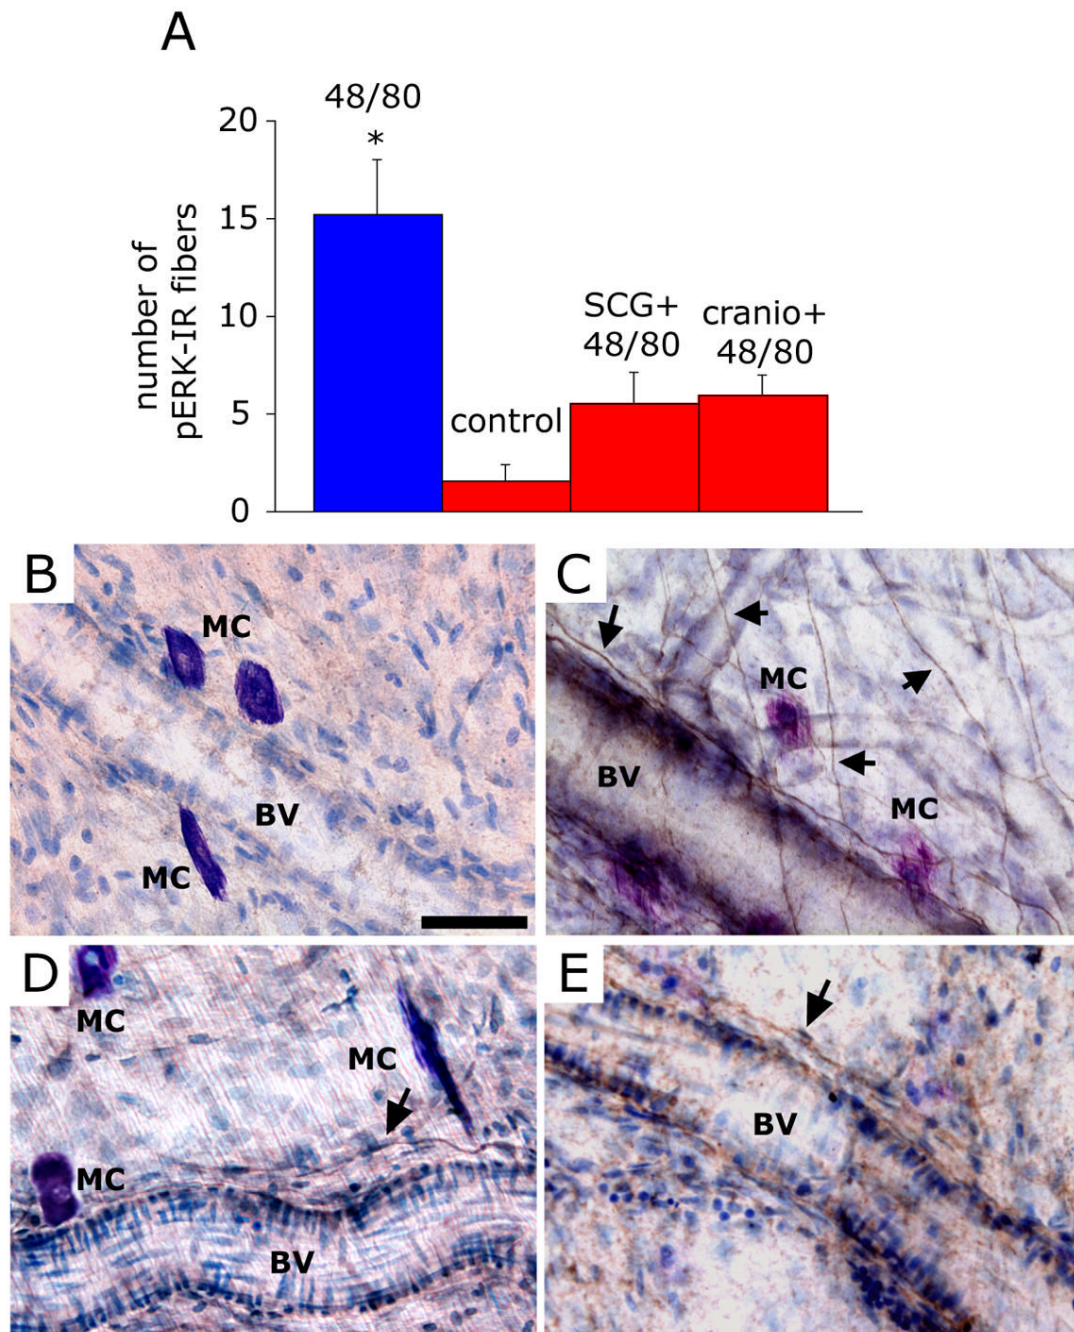 A
48/80
*
20
15
10
5
0
number of
pERK-IR fibers
control
SCG+
48/80
cranio+
48/80
B
MC
MC
BV
C
MC
BV
MC
D
MC
MC
MC
BV
E
BV